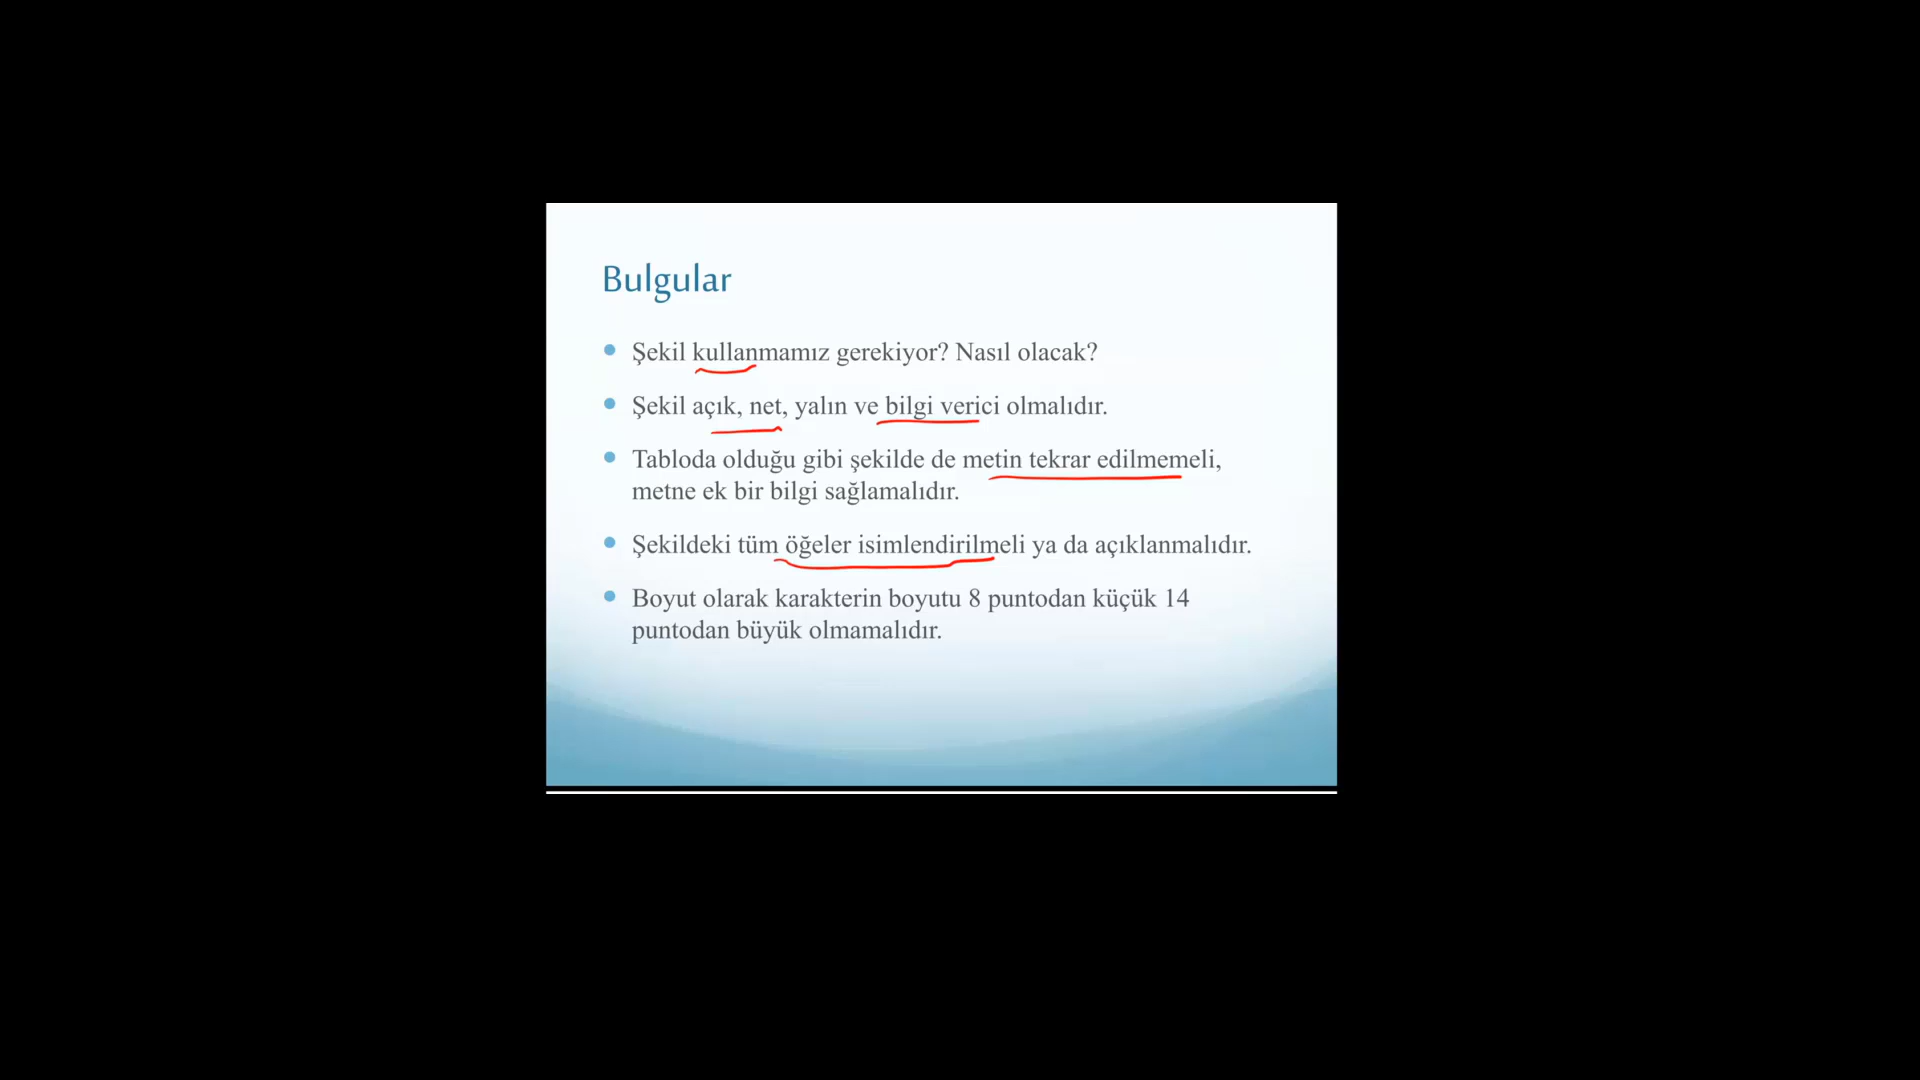 Bulgular
Şekil kullanmamız gerekiyor? Nasıl olacak?
Şekil açık, net, yalın ve bilgi verici olmalıdır.
Tabloda olduğu gibi şekilde de metin tekrar edilmemeli,
metne ek bir bilgi sağlamalıdır.
Şekildeki tüm öğeler isimlendirilmeli ya da açıklanmalıdır.
Boyut olarak karakterin boyutu 8 puntodan küçük 14
puntodan büyük olmamalıdır.